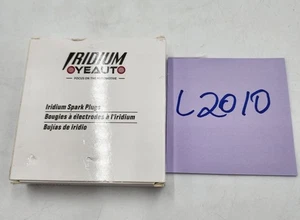 IRIDIUM
OYEAUTO
Iridium Spark Plugs
Bougies à électrodes à l'Iridium
Bujías de iridio
L2010